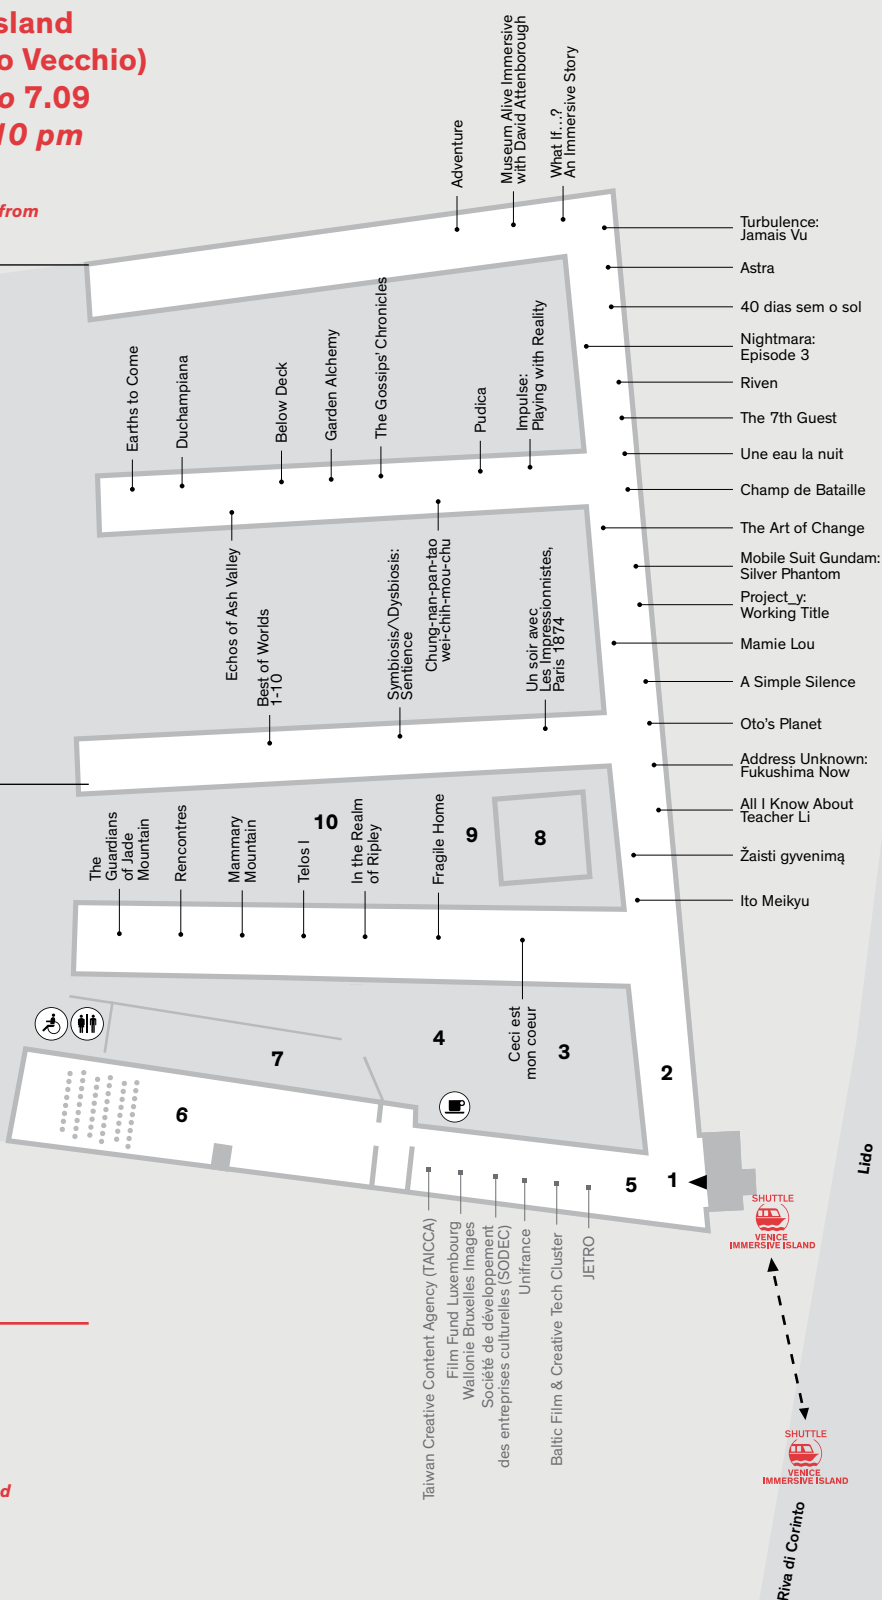 sland
o Vecchio)
o 7.09
10 pm
from
Adventure
Museum Alive Immersive
with David Attenborough
What If…?
An Immersive Story
Turbulence:
Jamais Vu
Astra
40 dias sem o sol
Nightmara:
Episode 3
Riven
The 7th Guest
Une eau la nuit
Champ de Bataille
The Art of Change
Mobile Suit Gundam:
Silver Phantom
Project_y:
Working Title
Mamie Lou
A Simple Silence
Oto's Planet
Address Unknown:
Fukushima Now
All I Know About
Teacher Li
Žaisti gyvenimą
Ito Meikyu
Earths to Come
Duchampiana
Below Deck
Garden Alchemy
The Gossips' Chronicles
Pudica
Impulse:
Playing with Reality
Echos of Ash Valley
Best of Worlds
1-10
Symbiosis/\Dysbiosis:
Sentience
Chung-nan-pan-tao
wei-chih-mou-chu
Un soir avec
Les Impressionnistes,
Paris 1874
The
Guardians
of Jade
Mountain
Rencontres
Mammary
Mountain
Telos I
In the Realm
of Ripley
Fragile Home
10
9
8
Ceci est
mon coeur
4
3
7
2
6
5
1
Taiwan Creative Content Agency (TAICCA)
Film Fund Luxembourg
Wallonie Bruxelles Images
Société de développement
des entreprises culturelles (SODEC)
Unifrance
Baltic Film & Creative Tech Cluster
JETRO
SHUTTLE
VENICE
IMMERSIVE ISLAND
Lido
SHUTTLE
VENICE
IMMERSIVE ISLAND
Riva di Corinto
d